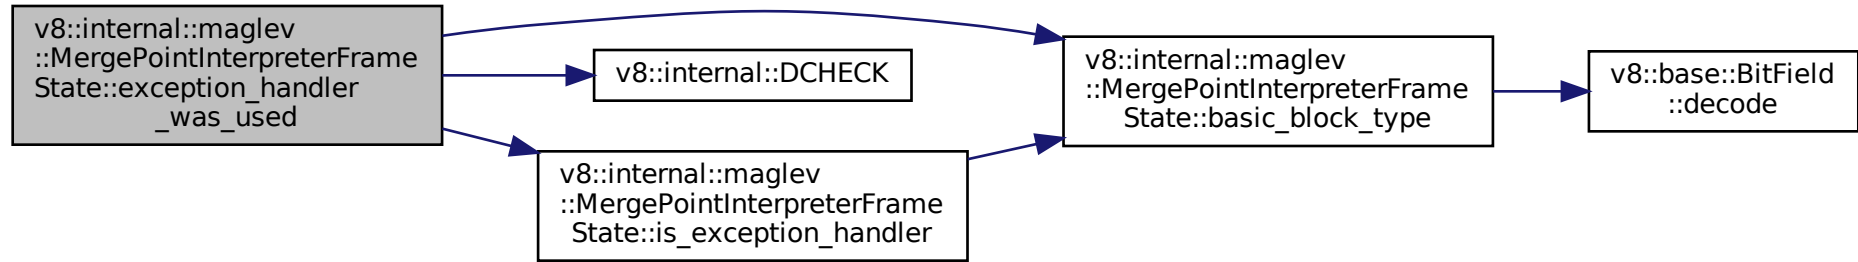 v8::internal::maglev
::MergePointInterpreterFrame
State::exception_handler
_was_used
v8::internal::DCHECK
v8::internal::maglev
::MergePointInterpreterFrame
State::is_exception_handler
v8::internal::maglev
::MergePointInterpreterFrame
State::basic_block_type
v8::base::BitField
::decode